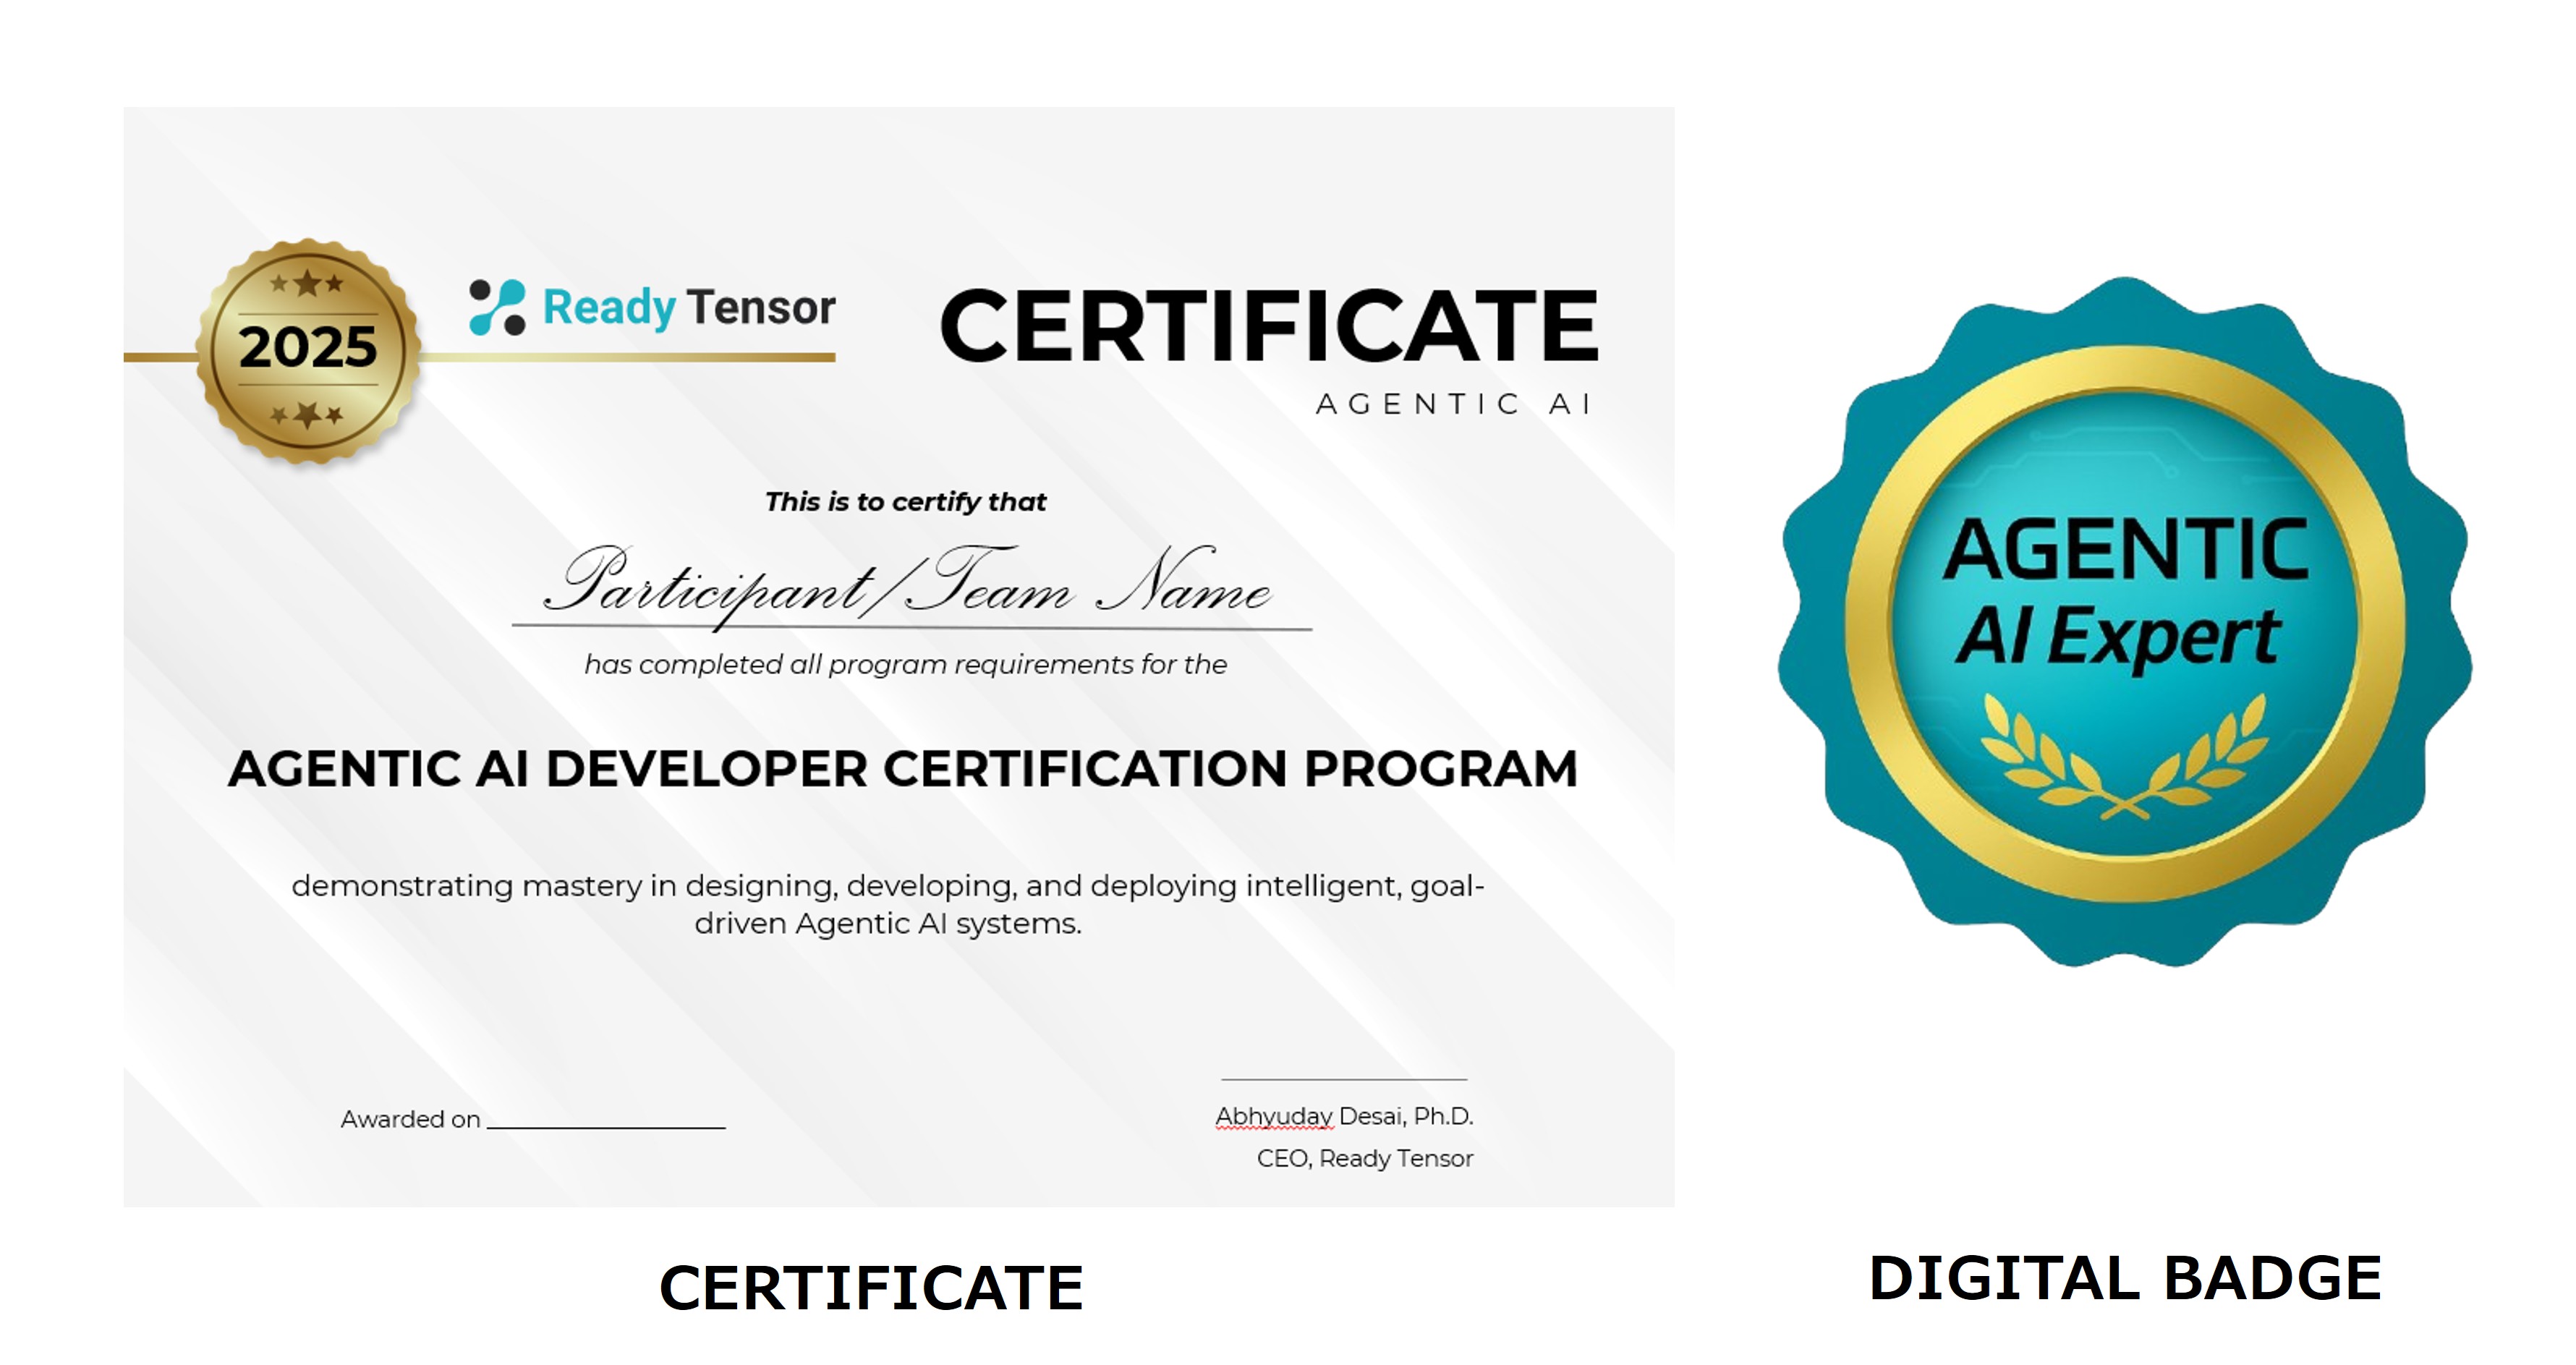 2025
Ready Tensor
CERTIFICATE
AGENTIC AI
This is to certify that
Participant/Team Name
has completed all program requirements for the
AGENTIC AI DEVELOPER CERTIFICATION PROGRAM
demonstrating mastery in designing, developing, and deploying intelligent, goal-
driven Agentic AI systems.
Awarded on
Abhyuday Desai, Ph.D.
CEO, Ready Tensor
CERTIFICATE
AGENTIC
AI Expert
DIGITAL BADGE